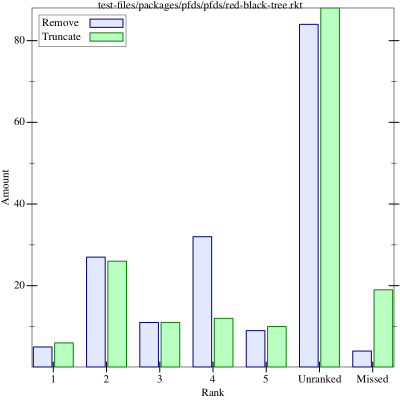 test-files/packages/pfds/pfds/red-black-tree.rkt
Remove
Truncate
80
60
40
20
Amount
1 2 3 4 5 Unranked Missed
Rank